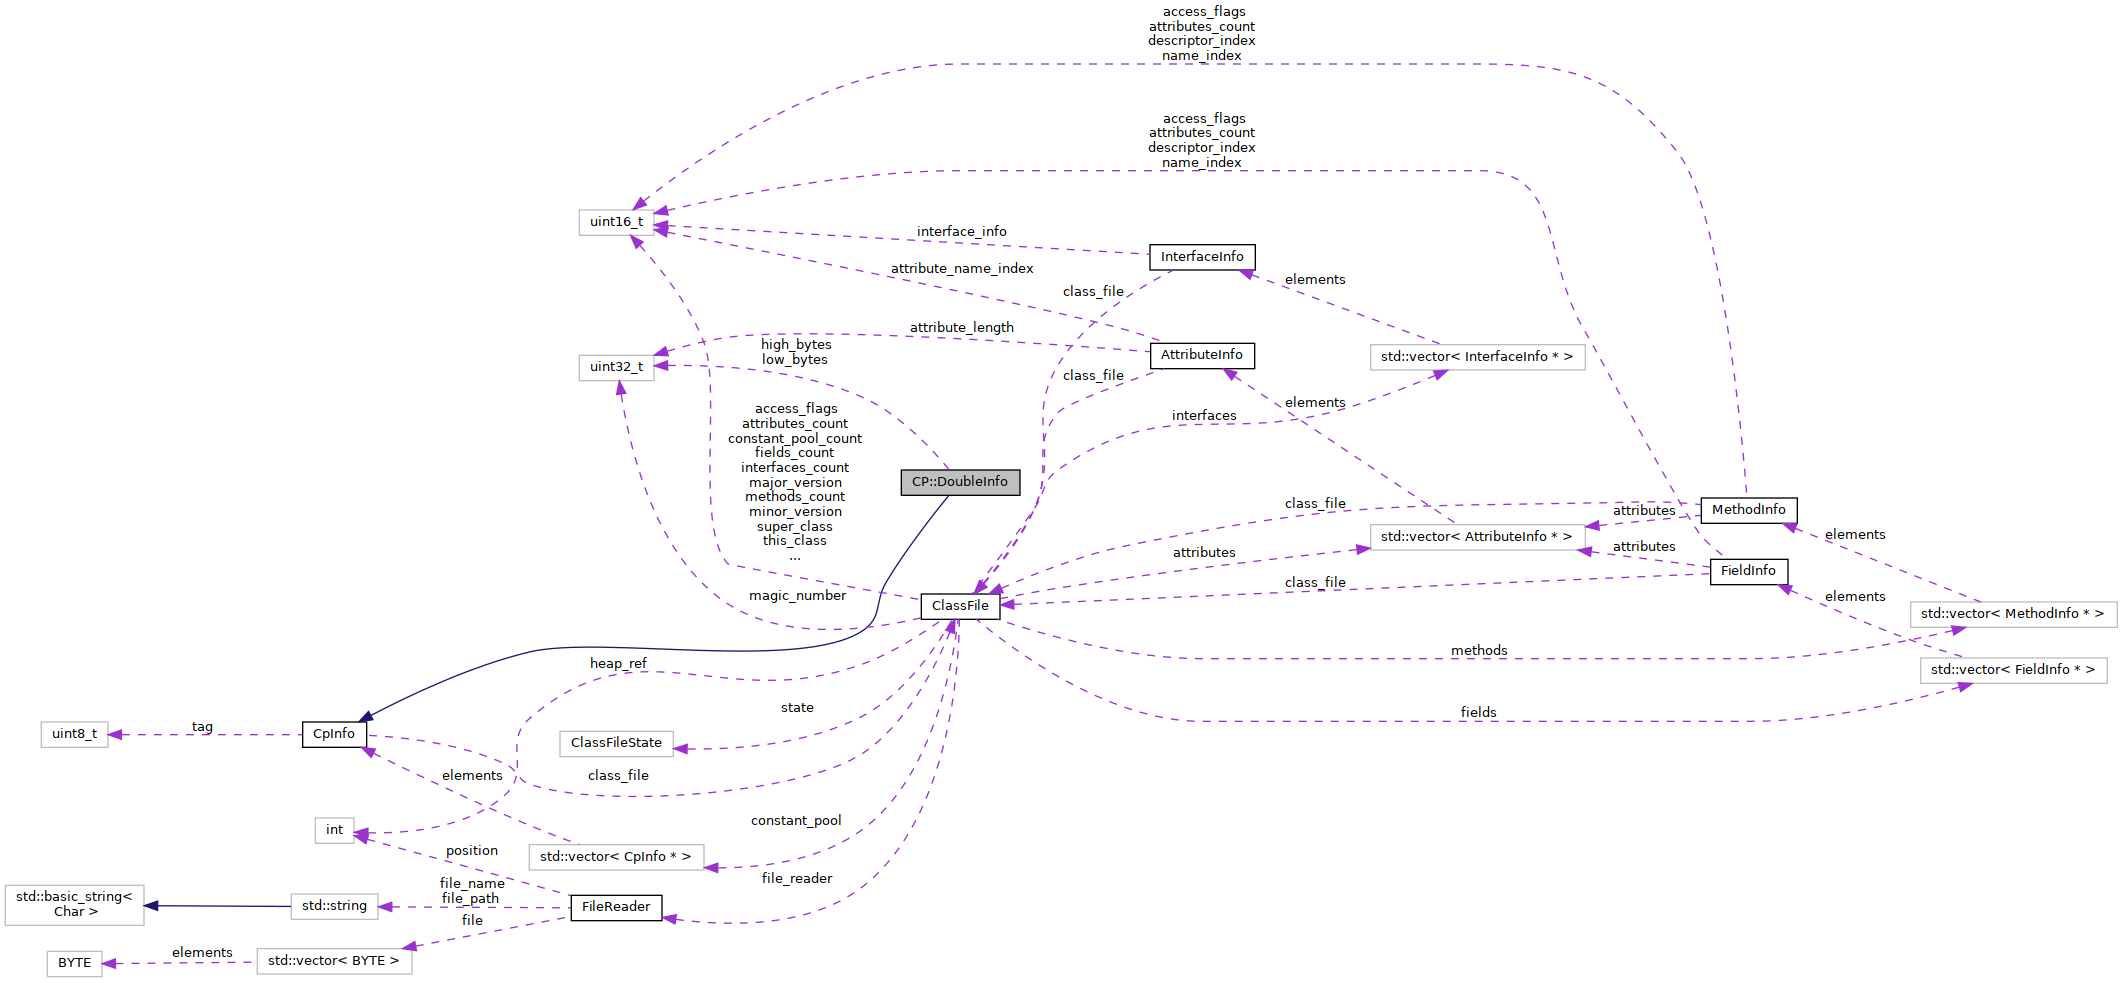 access_flags
attributes_count
descriptor_index
name_index
access_flags
attributes_count
descriptor_index
name_index
uint16_t
interface_info
InterfaceInfo
attribute_name_index
elements
class_file
attribute_length
high_bytes
low_bytes
uint32_t
AttributeInfo
std::vector< InterfaceInfo * >
class_file
elements
interfaces
access_flags
attributes_count
constant_pool_count
fields_count
interfaces_count
major_version
methods_count
minor_version
super_class
this_class
...
CP::DoubleInfo
class_file
MethodInfo
attributes
std::vector< AttributeInfo * >
elements
attributes
attributes
FieldInfo
class_file
magic_number
elements
ClassFile
std::vector< MethodInfo * >
methods
heap_ref
std::vector< FieldInfo * >
state
fields
uint8_t
tag
CpInfo
ClassFileState
elements
class_file
int
constant_pool
position
std::vector< CpInfo * >
file_reader
file_name
file_path
std::basic_string<
Char >
std::string
FileReader
file
elements
BYTE
std::vector< BYTE >